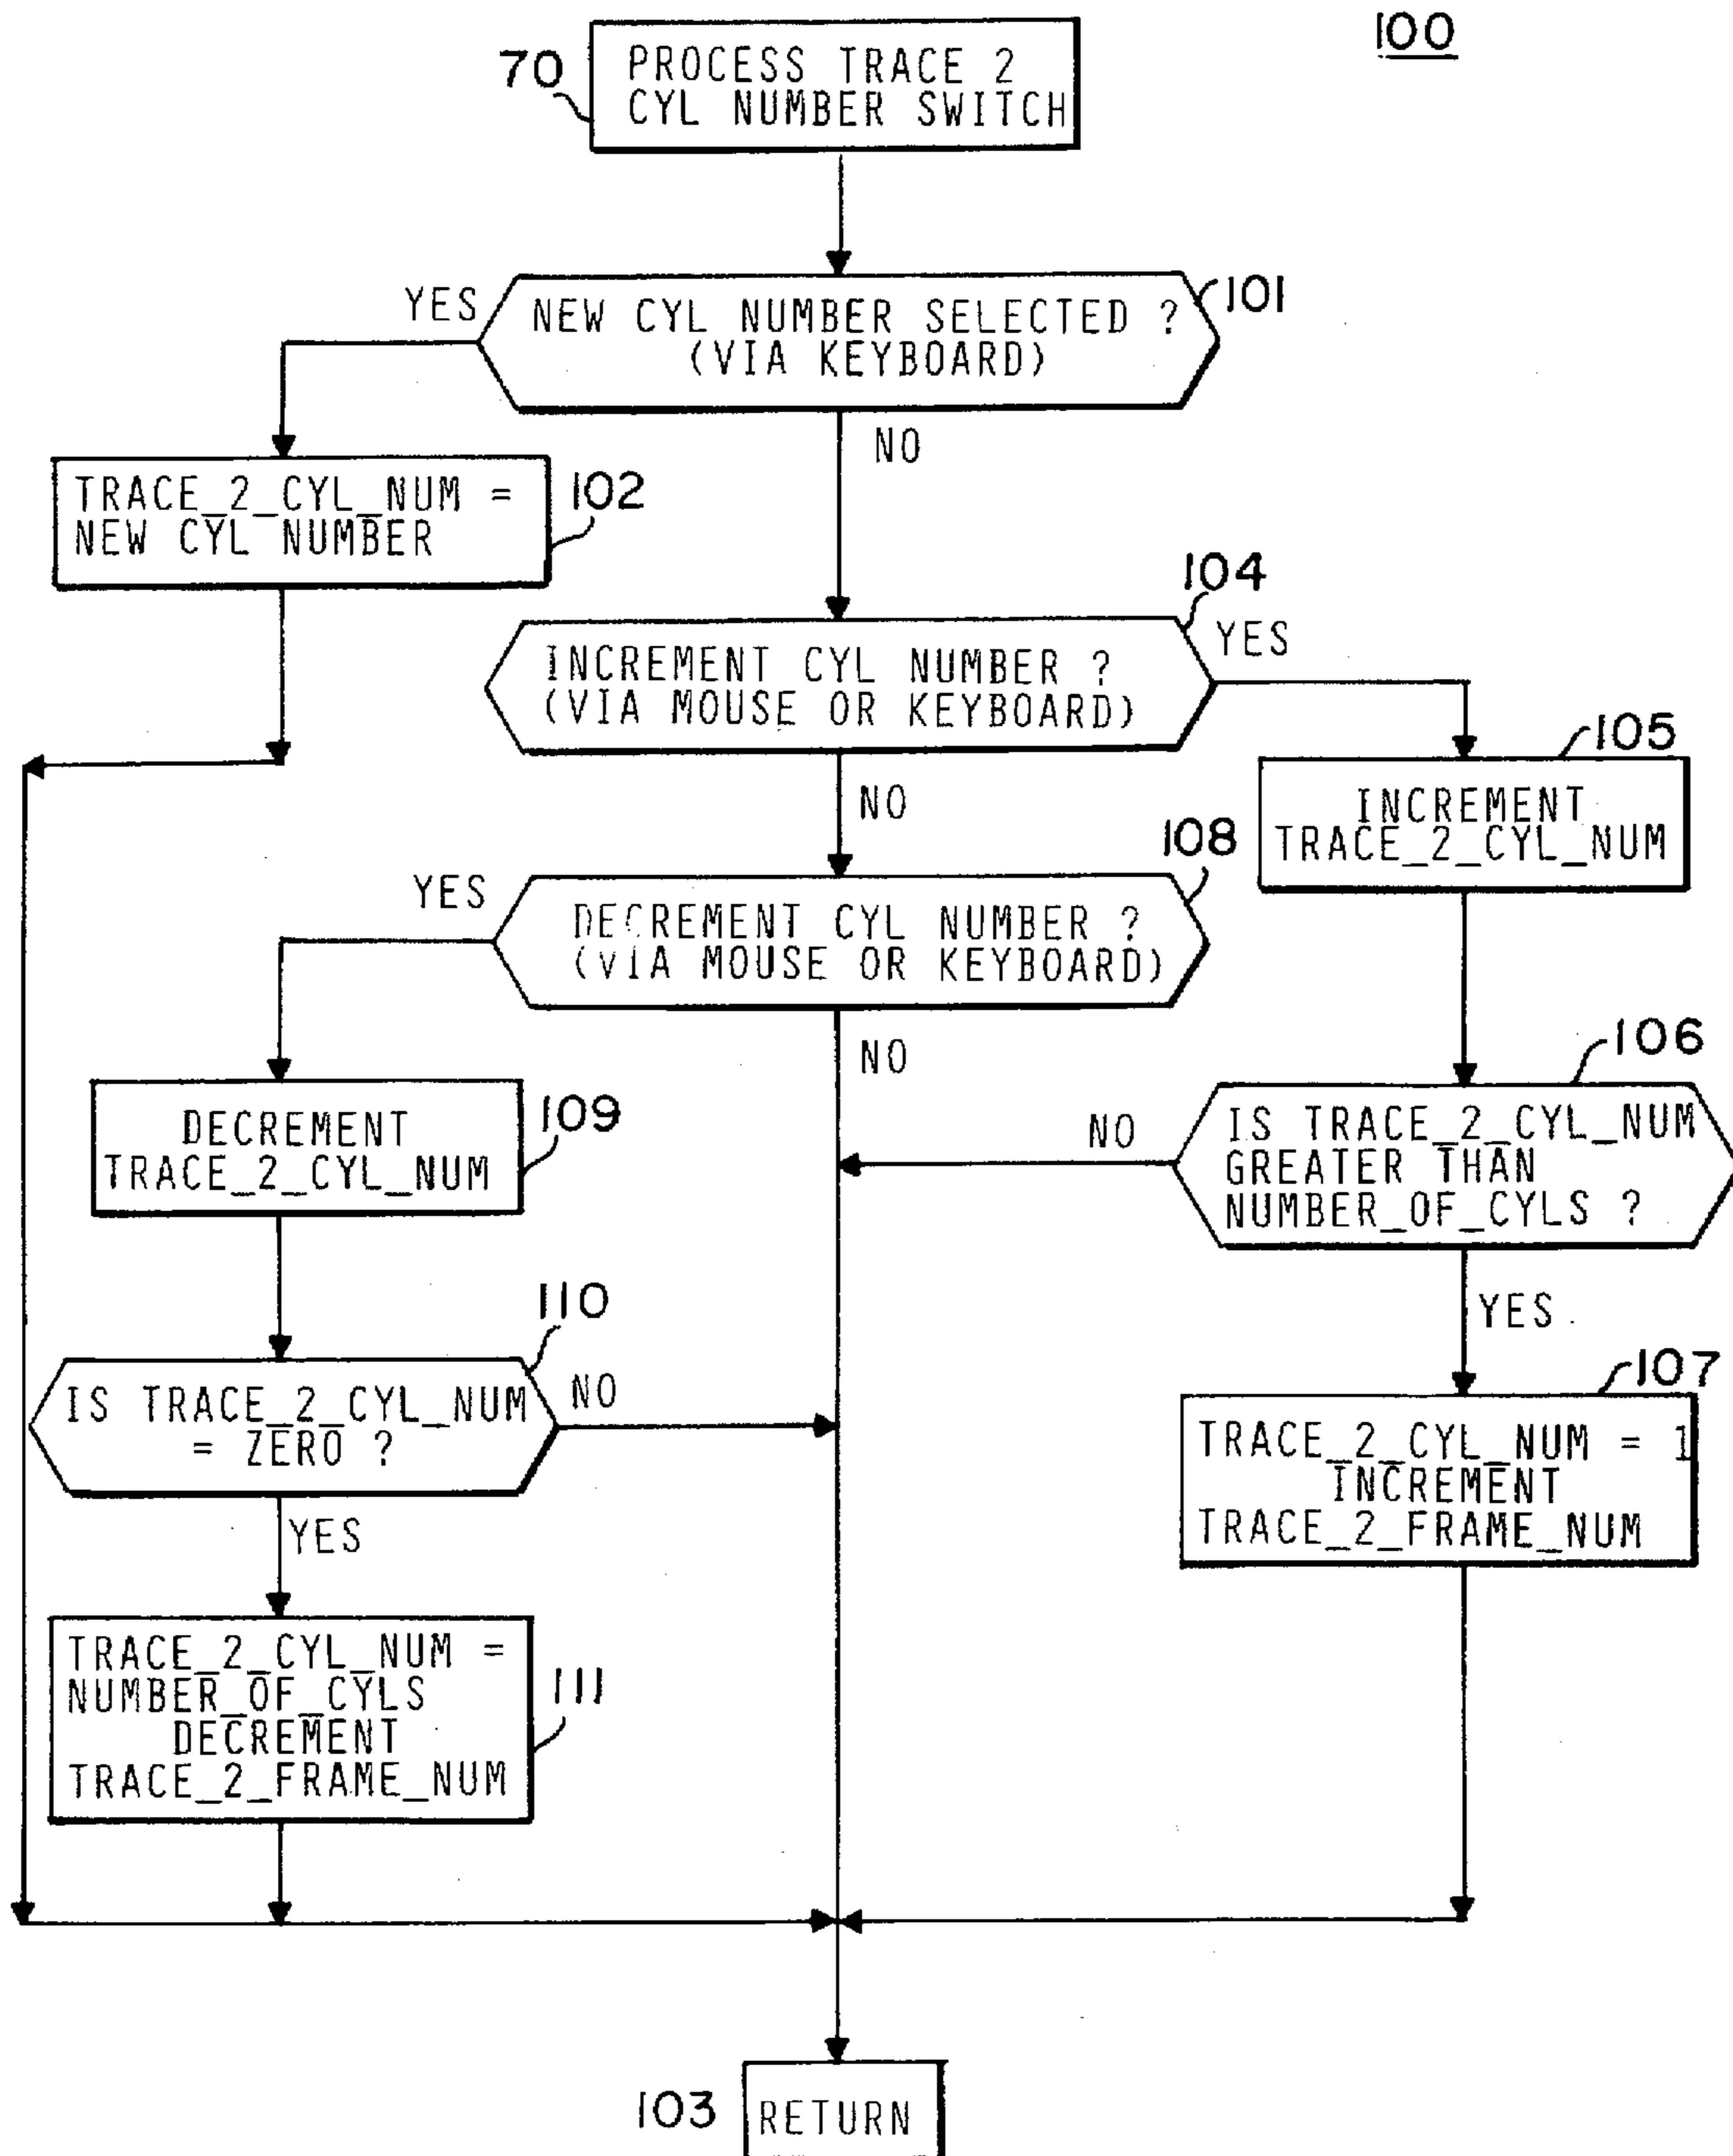 100
70
PROCESS TRACE 2
CYL NUMBER SWITCH
YES
NEW CYL NUMBER SELECTED ?
(VIA KEYBOARD)
101
NO
TRACE_2_CYL_NUM =
NEW CYL NUMBER
102
104
INCREMENT CYL NUMBER ?
(VIA MOUSE OR KEYBOARD)
YES
105
INCREMENT
TRACE_2_CYL_NUM
NO
108
YES
DECREMENT CYL NUMBER ?
(VIA MOUSE OR KEYBOARD)
NO
106
IS TRACE_2_CYL_NUM
GREATER THAN
NUMBER_OF_CYLS ?
NO
DECREMENT
TRACE_2_CYL_NUM
109
110
IS TRACE_2_CYL_NUM
= ZERO ?
NO
YES
YES
107
TRACE_2_CYL_NUM = 1
INCREMENT
TRACE_2_FRAME_NUM
TRACE_2_CYL_NUM =
NUMBER_OF_CYLS
DECREMENT
TRACE_2_FRAME_NUM
111
103
RETURN